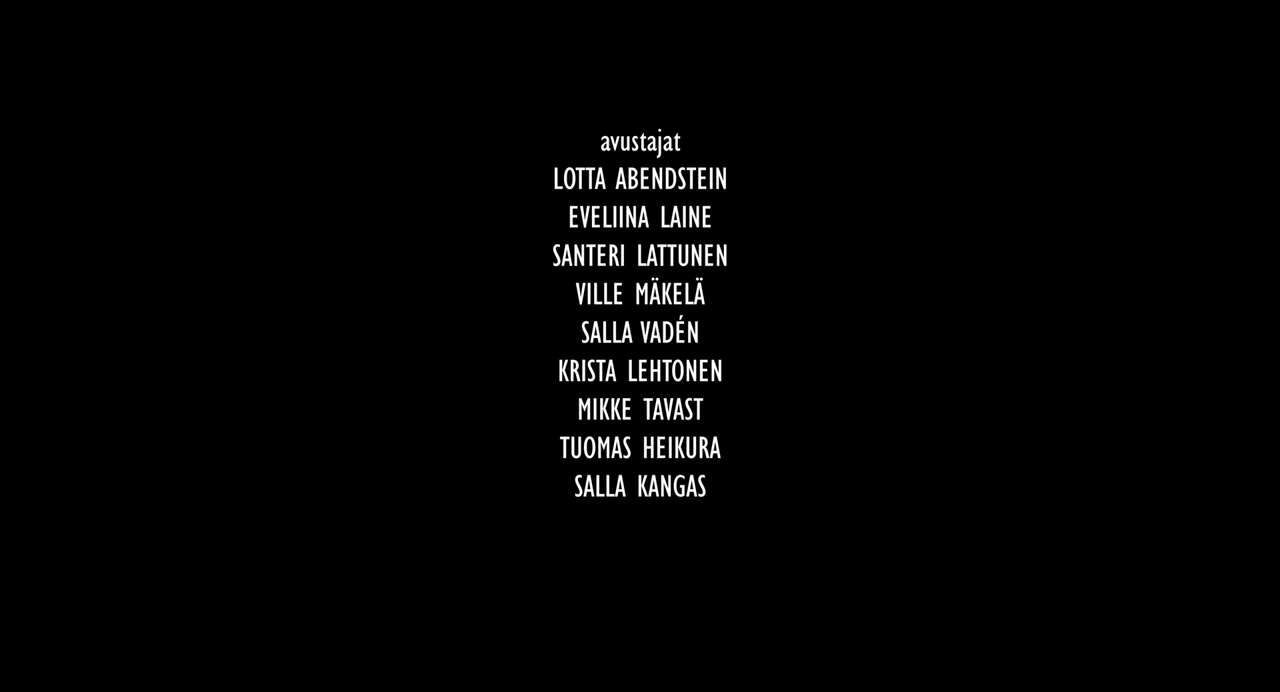 avustajat
LOTTA ABENDSTEIN
EVELIINA LAINE
SANTERI LATTUNEN
VILLE MÄKELÄ
SALLA VADÉN
KRISTA LEHTONEN
MIKKE TAVAST
TUOMAS HEIKURA
SALLA KANGAS